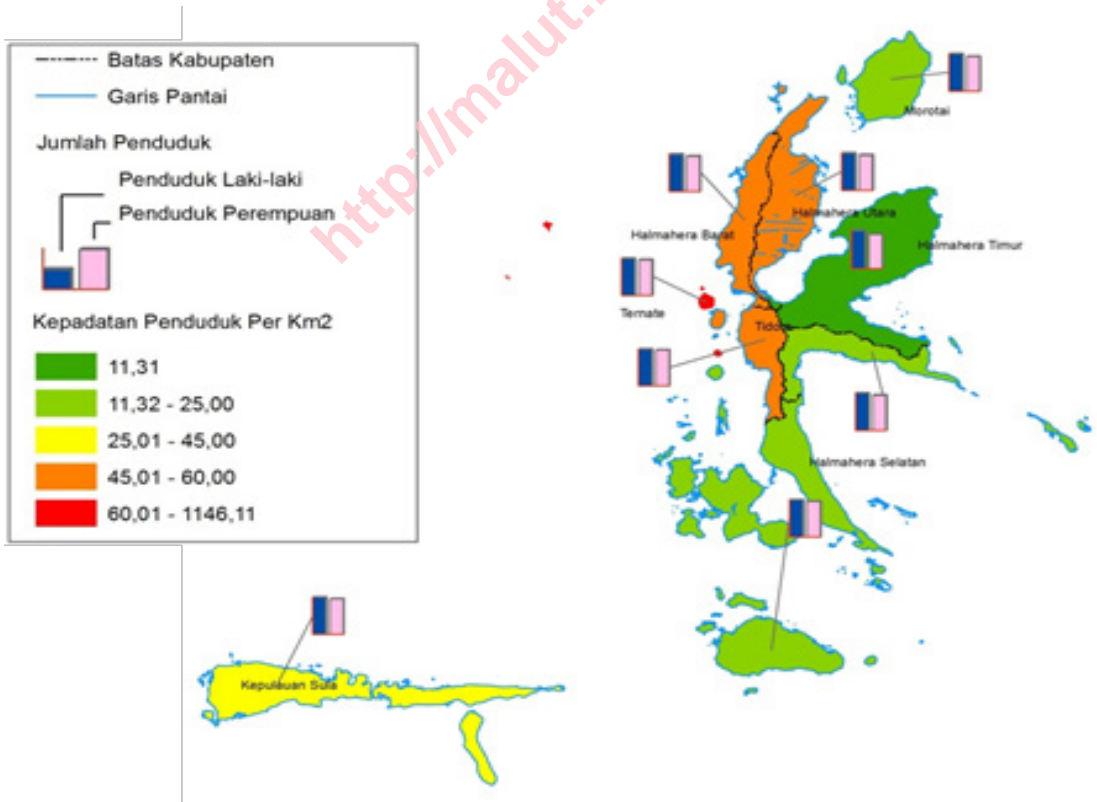 http://malut.
Batas Kabupaten
Garis Pantai
Jumlah Penduduk
Penduduk Laki-laki
Penduduk Perempuan
Kepadatan Penduduk Per Km2
11,31
11,32 - 25,00
25,01 - 45,00
45,01 - 60,00
60,01 - 1146,11
Morotai
Halmahera Utara
Halmahera Barat
Halmahera Timur
Ternate
Halmahera Selatan
Kepulauan Sula